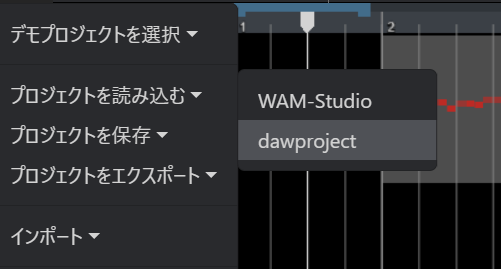 デモプロジェクトを選択
1
2
プロジェクトを読み込む
WAM-Studio
dawproject
プロジェクトを保存
プロジェクトをエクスポート
インポート